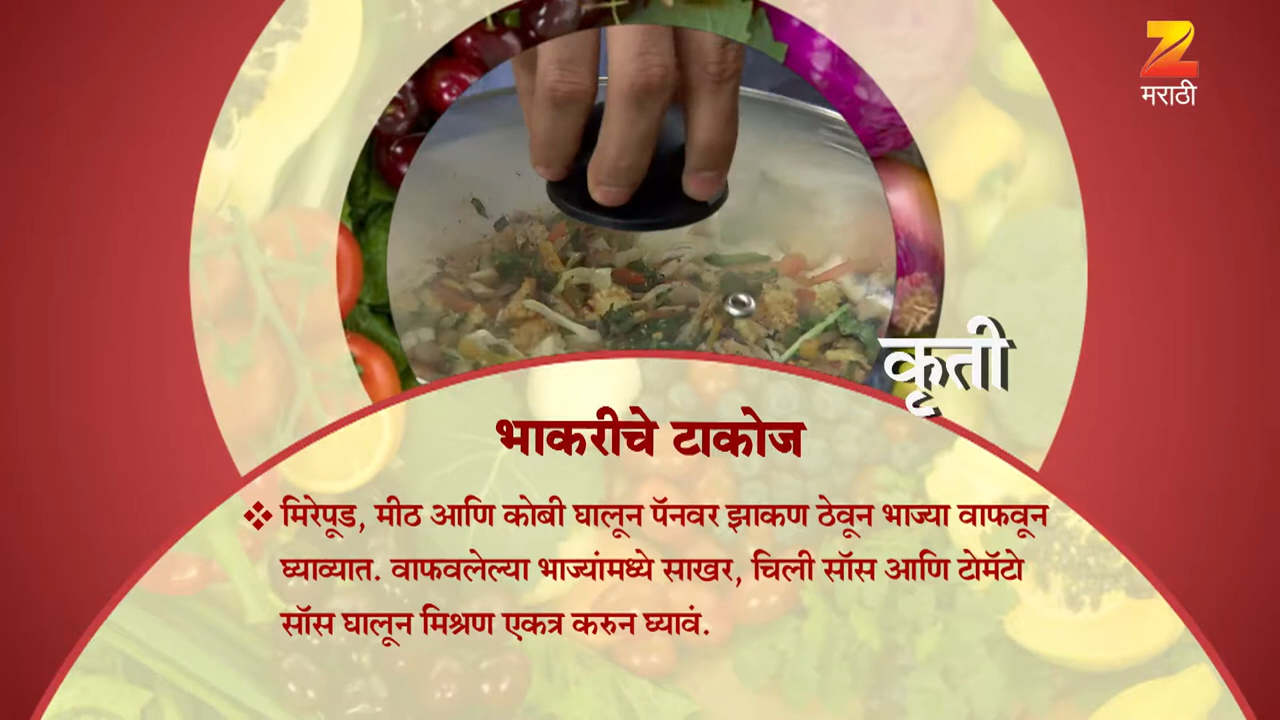 मराठी
कृती
भाकरीचे टाकोज
❖ मिरेपूड, मीठ आणि कोबी घालून पॅनवर झाकण ठेवून भाज्या वाफवून
घ्याव्यात. वाफवलेल्या भाज्यांमध्ये साखर, चिली सॉस आणि टोमॅटो
सॉस घालून मिश्रण एकत्र करुन घ्यावं.